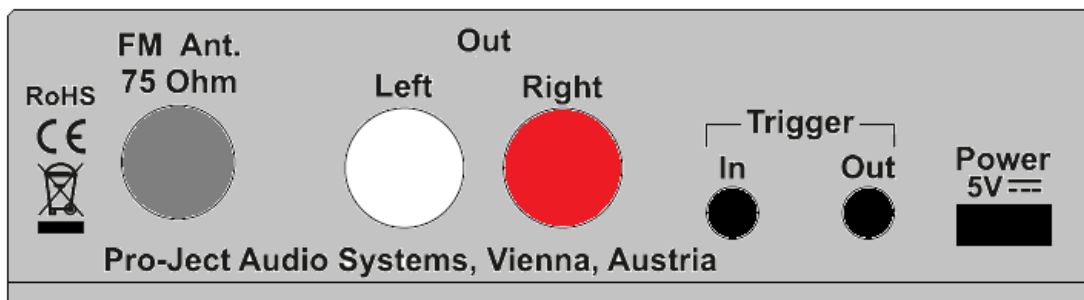 FM Ant.
75 Ohm
Out
Left
Right
RoHS
CE
Trigger
In
Out
Power
5V
Pro-Ject Audio Systems, Vienna, Austria